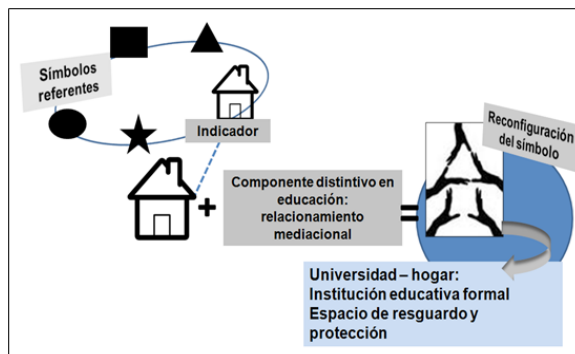 Símbolos
referentes
Indicador
Reconfiguración
del símbolo
Componente distintivo en
educación:
relacionamiento
mediacional
+
=
Universidad – hogar:
Institución educativa formal
Espacio de resguardo y
protección